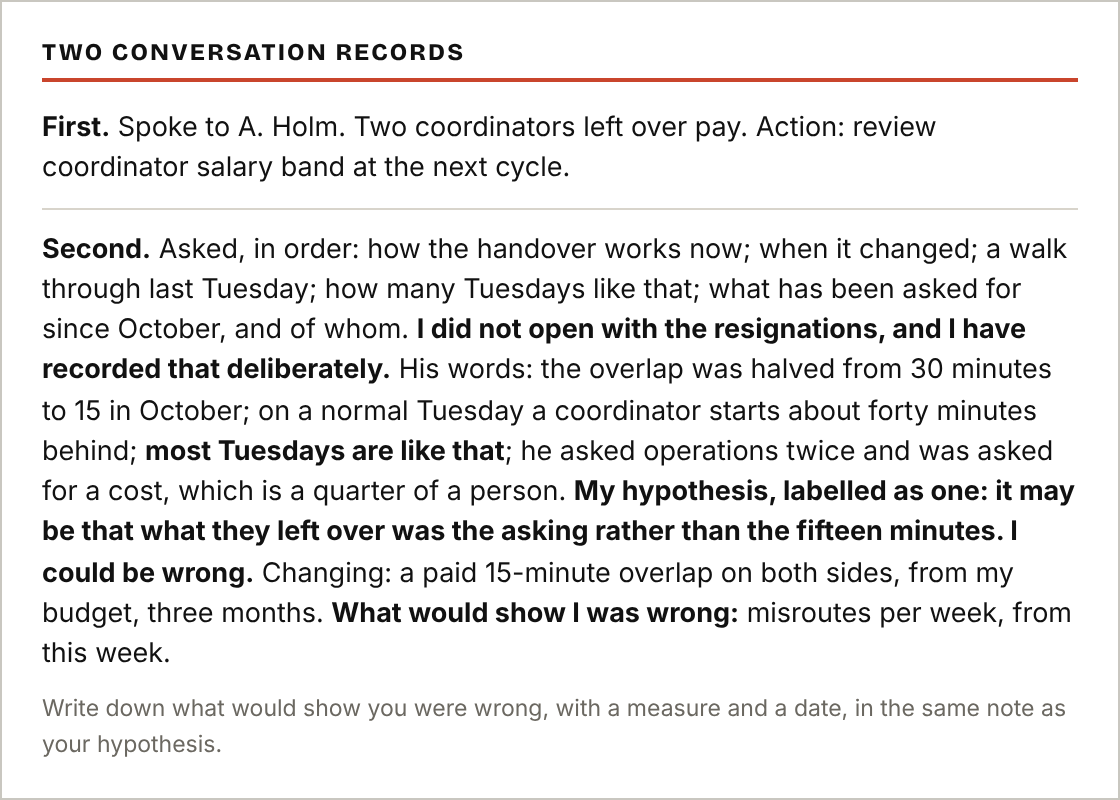 TWO CONVERSATION RECORDS
First. Spoke to A. Holm. Two coordinators left over pay. Action: review
coordinator salary band at the next cycle.
Second. Asked, in order: how the handover works now; when it changed; a walk
through last Tuesday; how many Tuesdays like that; what has been asked for
since October, and of whom. I did not open with the resignations, and I have
recorded that deliberately. His words: the overlap was halved from 30 minutes
to 15 in October; on a normal Tuesday a coordinator starts about forty minutes
behind; most Tuesdays are like that; he asked operations twice and was asked
for a cost, which is a quarter of a person. My hypothesis, labelled as one: it may
be that what they left over was the asking rather than the fifteen minutes. I
could be wrong. Changing: a paid 15-minute overlap on both sides, from my
budget, three months. What would show I was wrong: misroutes per week, from
this week.
Write down what would show you were wrong, with a measure and a date, in the same note as
your hypothesis.